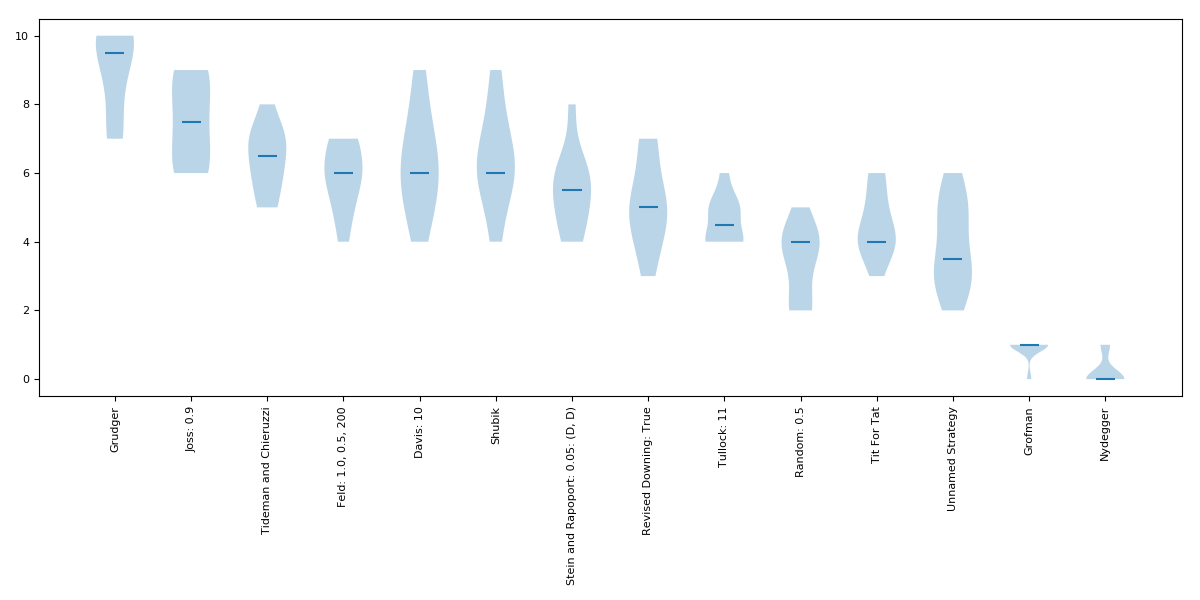 10
8
6
4
2
0
Grudger
Joss: 0.9
Tideman and Chieruzzi
Feld: 1.0, 0.5, 200
Davis: 10
Shubik
Stein and Rapoport: 0.05: (D, D)
Revised Downing: True
Tullock: 11
Random: 0.5
Tit For Tat
Unnamed Strategy
Grofman
Nydegger